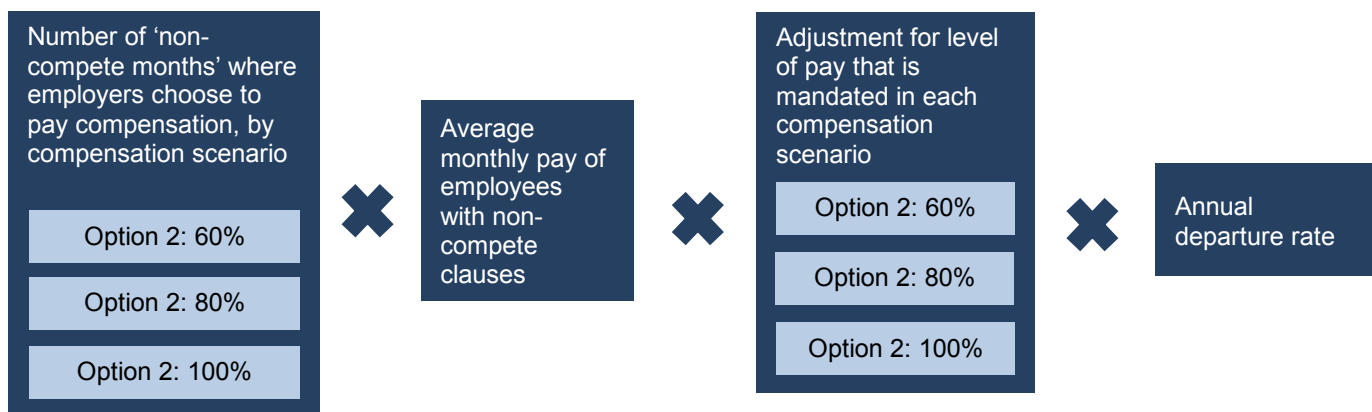 Number of ‘non-
compete months’ where
employers choose to
pay compensation, by
compensation scenario
Option 2: 60%
Option 2: 80%
Option 2: 100%
Average
monthly pay of
employees
with non-
compete
clauses
Adjustment for level
of pay that is
mandated in each
compensation
scenario
Option 2: 60%
Option 2: 80%
Option 2: 100%
Annual
departure rate